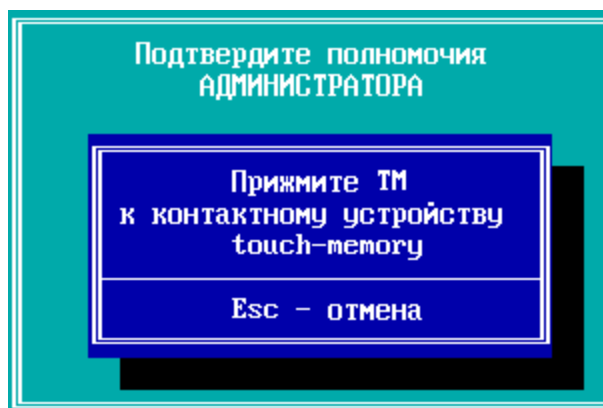 Подтвердите полномочия
АДМИНИСТРАТОРА
Прижмите ТМ
к контактному устройству
touch-memory
Esc - отмена